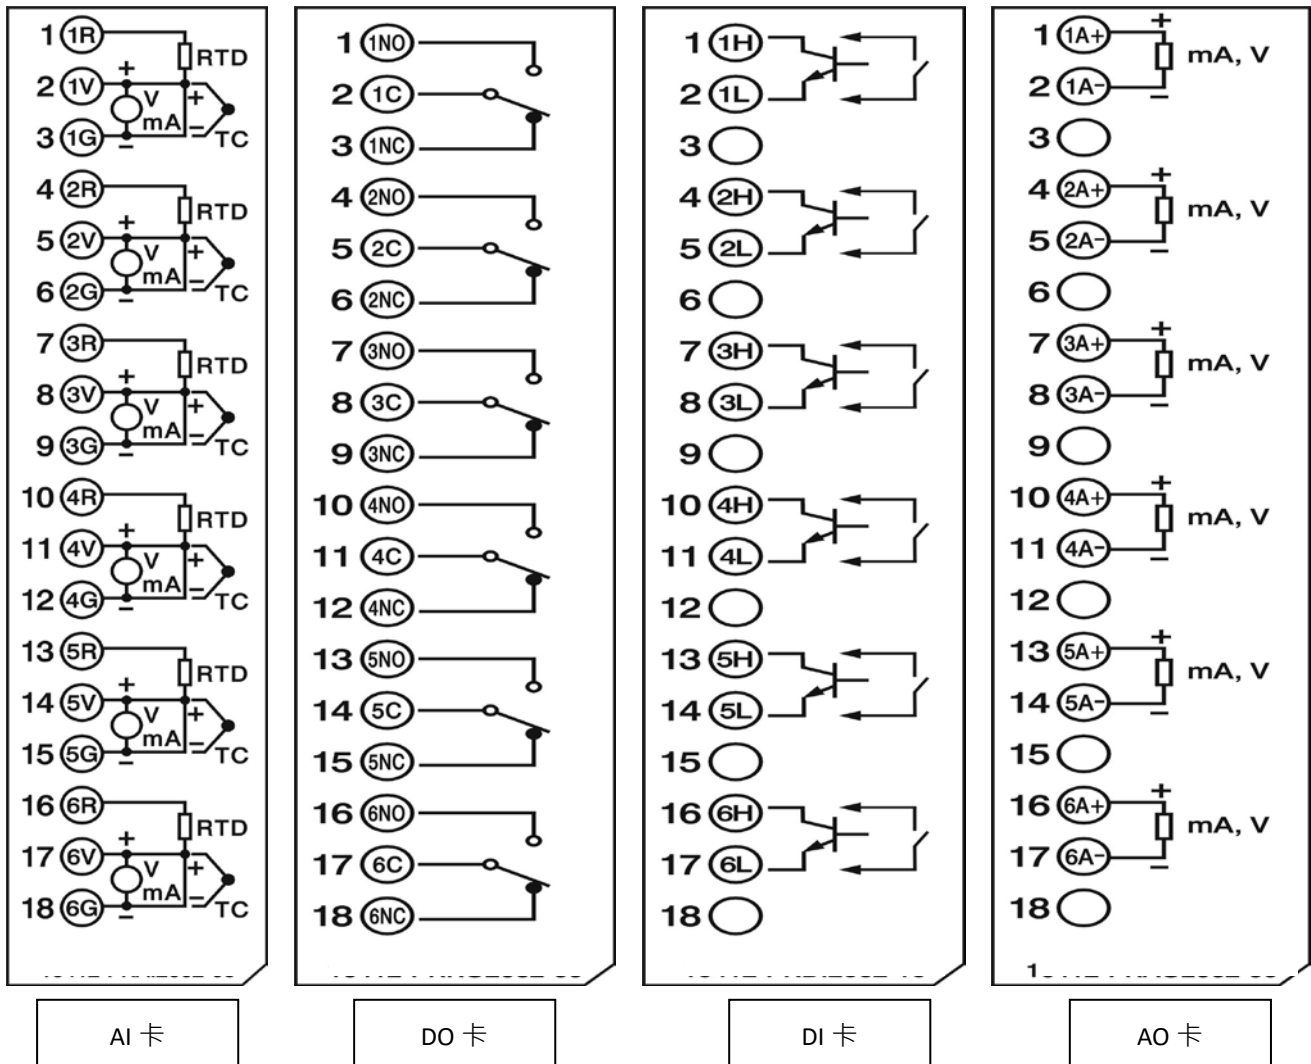 1 1R RTD
+
2 1V V +
mA
3 1G - - TC
4 2R RTD
+
5 2V V +
mA
6 2G - - TC
7 3R RTD
+
8 3V V +
mA
9 3G - - TC
10 4R RTD
+
11 4V V +
mA
12 4G - - TC
13 5R RTD
+
14 5V V +
mA
15 5G - - TC
16 6R RTD
+
17 6V V +
mA
18 6G - - TC
AI 卡
1 1NO
2 1C
3 1NC
4 2NO
5 2C
6 2NC
7 3NO
8 3C
9 3NC
10 4NO
11 4C
12 4NC
13 5NO
14 5C
15 5NC
16 6NO
17 6C
18 6NC
DO 卡
1 1H
2 1L
3
4 2H
5 2L
6
7 3H
8 3L
9
10 4H
11 4L
12
13 5H
14 5L
15
16 6H
17 6L
18
DI 卡
+
1 1A+ mA, V
2 1A- -
3
+
4 2A+ mA, V
5 2A- -
6
+
7 3A+ mA, V
8 3A- -
9
+
10 4A+ mA, V
11 4A- -
12
+
13 5A+ mA, V
14 5A- -
15
+
16 6A+ mA, V
17 6A- -
18
AO 卡